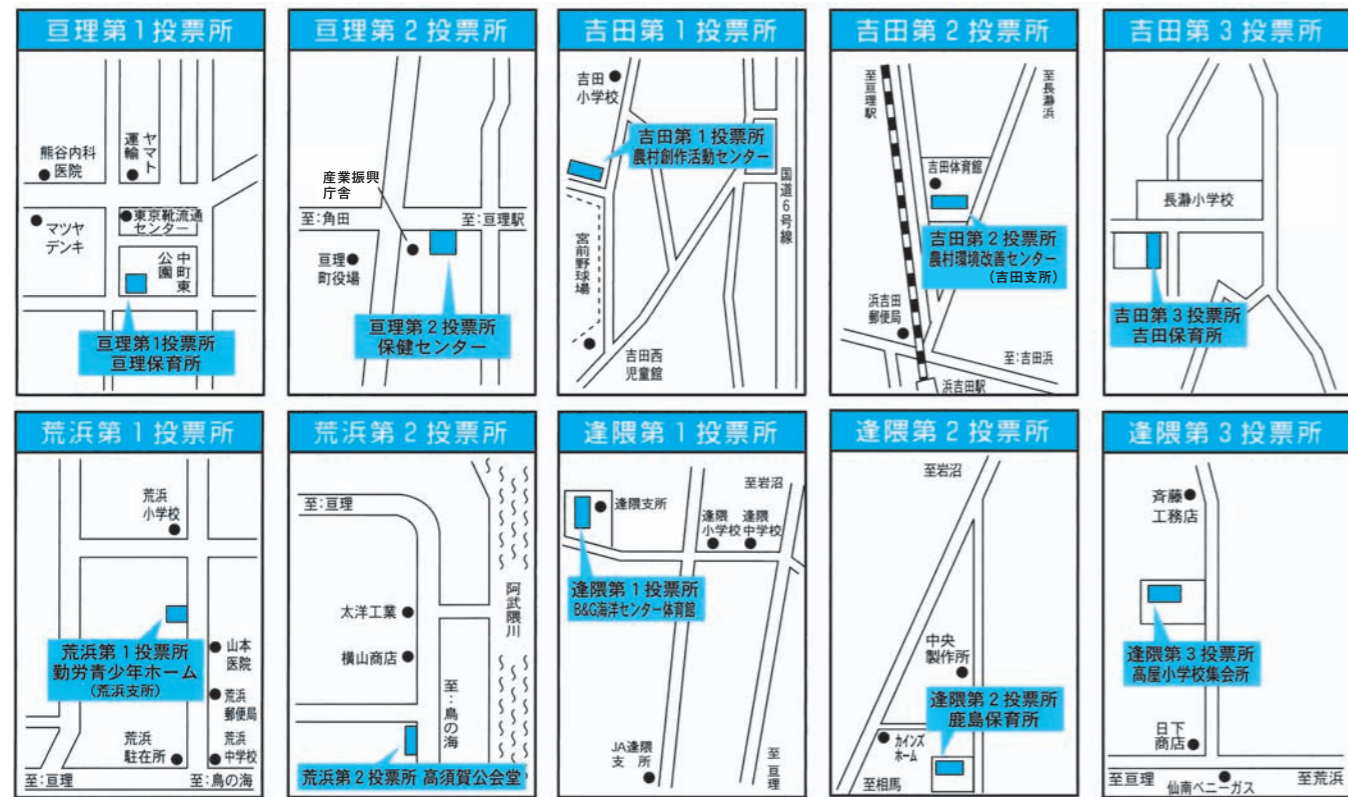 亘理第1投票所
熊谷内科
医院
ヤマト
運輸
マツヤ
デンキ
東京靴流通
センター
中町東
公園
亘理第1投票所
亘理保育所
亘理第2投票所
産業振興
庁舎
至:角田
至:亘理駅
亘理
町役場
亘理第2投票所
保健センター
吉田第1投票所
吉田
小学校
吉田第1投票所
農村創作活動センター
国道6号線
宮前野球場
吉田西
児童館
吉田第2投票所
至亘理駅
至長瀞浜
吉田体育館
吉田第2投票所
農村環境改善センター
(吉田支所)
浜吉田
郵便局
至:吉田浜
浜吉田駅
吉田第3投票所
長瀞小学校
吉田第3投票所
吉田保育所
荒浜第1投票所
荒浜
小学校
荒浜第1投票所
勤労青少年ホーム
(荒浜支所)
山本
医院
荒浜
郵便局
荒浜
駐在所
荒浜
中学校
至:亘理
至:鳥の海
荒浜第2投票所
至:亘理
阿武隈川
太洋工業
横山商店
至:鳥の海
荒浜第2投票所 高須賀公会堂
逢隈第1投票所
至岩沼
逢隈支所
逢隈
小学校
逢隈
中学校
逢隈第1投票所
B&G海洋センター体育館
JA逢隈
支所
至亘理
逢隈第2投票所
至岩沼
中央
製作所
逢隈第2投票所
鹿島保育所
カインズ
ホーム
至相馬
逢隈第3投票所
斉藤
工務店
逢隈第3投票所
高屋小学校集会所
日下
商店
至亘理
至荒浜
仙南ベニーガス